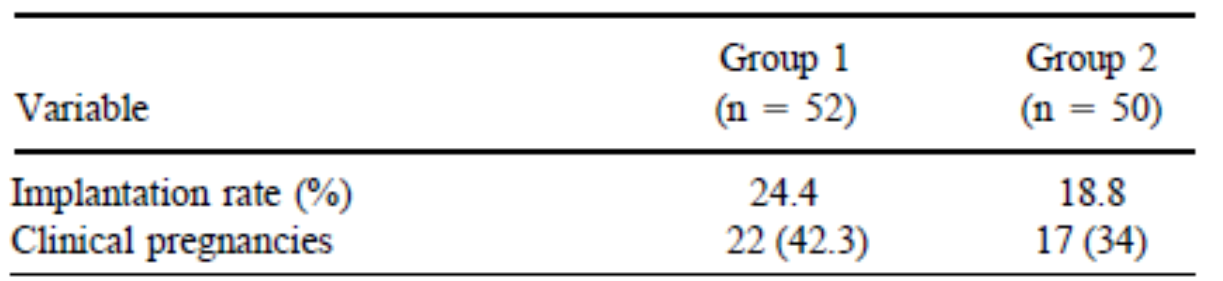 Group 1 Group 2
Variable (n = 52) (n = 50)
Implantation rate (%) 24.4 18.8
Clinical pregnancies 22 (42.3) 17 (34)